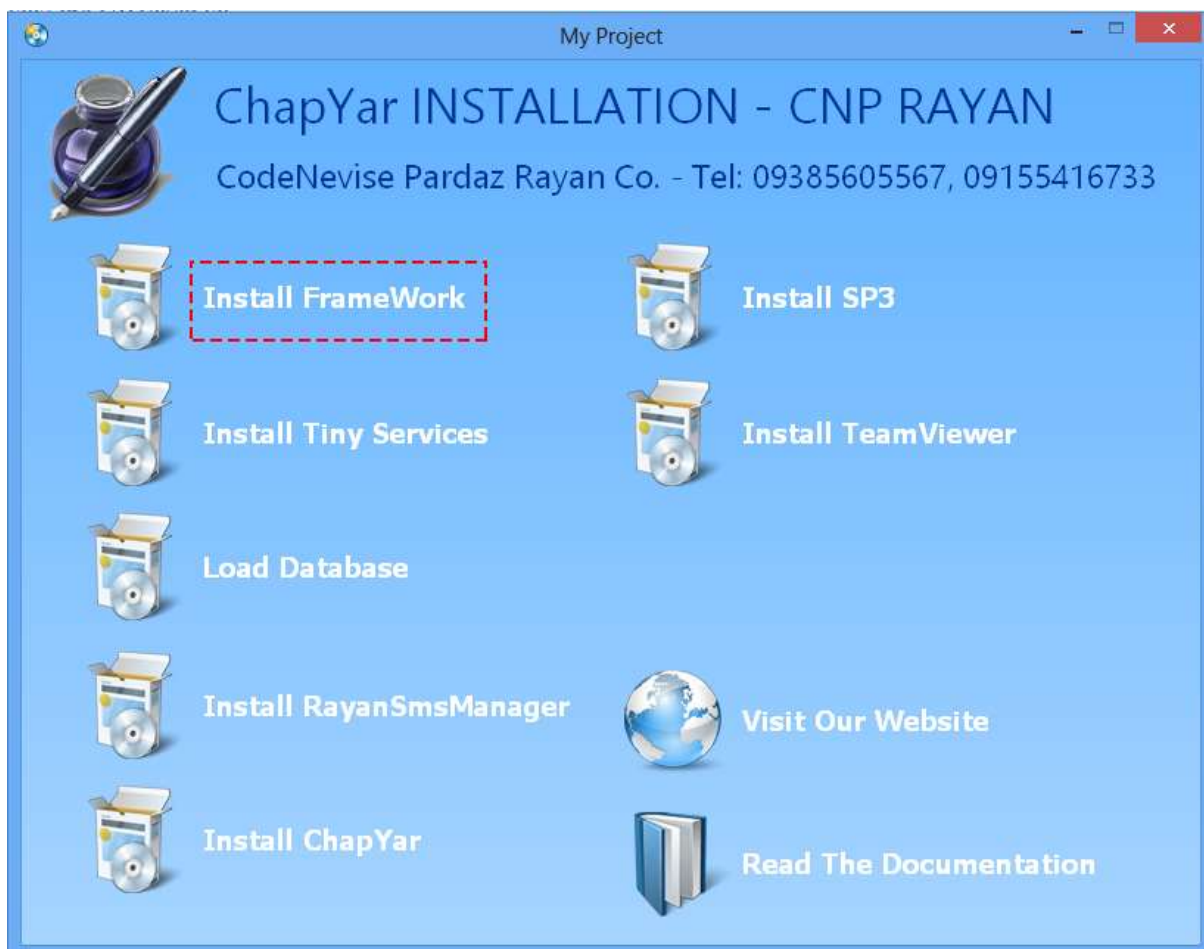 My Project
ChapYar INSTALLATION - CNP RAYAN
CodeNevise Pardaz Rayan Co. - Tel: 09385605567, 09155416733
Install FrameWork
Install SP3
Install Tiny Services
Install TeamViewer
Load Database
Install RayanSmsManager
Visit Our Website
Install ChapYar
Read The Documentation